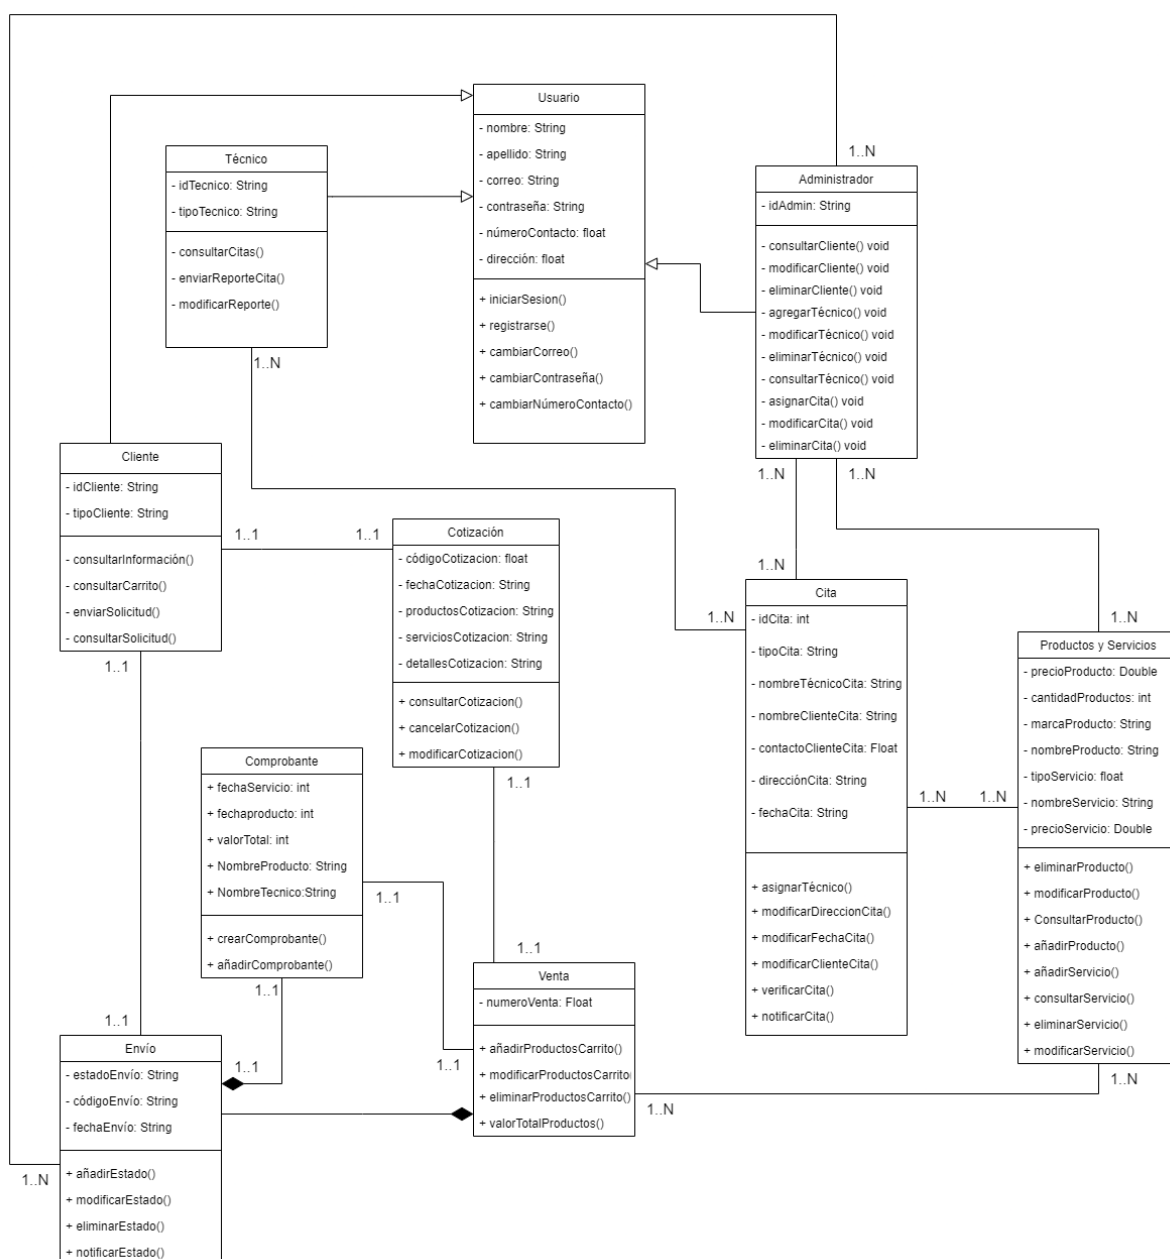 Usuario
- nombre: String
- apellido: String
- correo: String
- contraseña: String
- númeroContacto: float
- dirección: float
+ iniciarSesion()
+ registrarse()
+ cambiarCorreo()
+ cambiarContraseña()
+ cambiarNúmeroContacto()
Técnico
- idTecnico: String
- tipoTecnico: String
- consultarCitas()
- enviarReporteCita()
- modificarReporte()
1..N
1..N
Administrador
- idAdmin: String
- consultarCliente() void
- modificarCliente() void
- eliminarCliente() void
- agregarTécnico() void
- modificarTécnico() void
- eliminarTécnico() void
- consultarTécnico() void
- asignarCita() void
- modificarCita() void
- eliminarCita() void
1..N
1..N
Cliente
- idCliente: String
- tipoCliente: String
- consultarInformación()
- consultarCarrito()
- enviarSolicitud()
- consultarSolicitud()
1..1
1..1
1..1
Cotización
- códigoCotizacion: float
- fechaCotizacion: String
- productosCotizacion: String
- serviciosCotizacion: String
- detallesCotizacion: String
+ consultarCotizacion()
+ cancelarCotizacion()
+ modificarCotizacion()
1..1
1..N
1..N
Cita
- idCita: int
- tipoCita: String
- nombreTécnicoCita: String
- nombreClienteCita: String
- contactoClienteCita: Float
- direcciónCita: String
- fechaCita: String
+ asignarTécnico()
+ modificarDireccionCita()
+ modificarFechaCita()
+ modificarClienteCita()
+ verificarCita()
+ notificarCita()
1..N
1..N
1..N
Productos y Servicios
- precioProducto: Double
- cantidadProductos: int
- marcaProducto: String
- nombreProducto: String
- tipoServicio: float
- nombreServicio: String
- precioServicio: Double
+ eliminarProducto()
+ modificarProducto()
+ ConsultarProducto()
+ añadirProducto()
+ añadirServicio()
+ consultarServicio()
+ eliminarServicio()
+ modificarServicio()
1..N
Comprobante
+ fechaServicio: int
+ fechaproducto: int
+ valorTotal: int
+ NombreProducto: String
+ NombreTecnico:String
+ crearComprobante()
+ añadirComprobante()
1..1
1..1
1..1
1..1
1..1
Venta
- numeroVenta: Float
+ añadirProductosCarrito()
+ modificarProductosCarrito(
+ eliminarProductosCarrito()
+ valorTotalProductos()
1..N
1..1
Envío
- estadoEnvío: String
- códigoEnvío: String
- fechaEnvío: String
+ añadirEstado()
+ modificarEstado()
+ eliminarEstado()
+ notificarEstado()
1..N